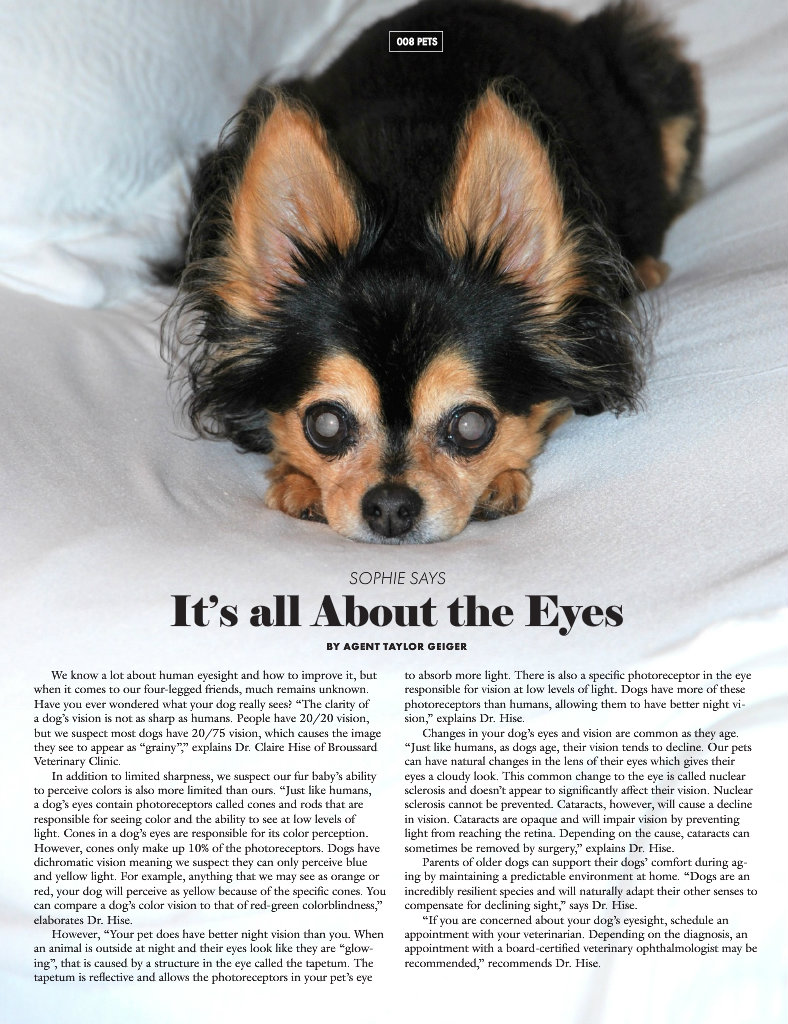 008 PETS
SOPHIE SAYS
It's all About the Eyes
BY AGENT TAYLOR GEIGER
We know a lot about human eyesight and how to improve it, but
when it comes to our four-legged friends, much remains unknown.
Have you ever wondered what your dog really sees? “The clarity of
a dog’s vision is not as sharp as humans. People have 20/20 vision,
but we suspect most dogs have 20/75 vision, which causes the image
they see to appear as “grainy”,” explains Dr. Claire Hise of Broussard
Veterinary Clinic.
In addition to limited sharpness, we suspect our fur baby’s ability
to perceive colors is also more limited than ours. “Just like humans,
a dog’s eyes contain photoreceptors called cones and rods that are
responsible for seeing color and the ability to see at low levels of
light. Cones in a dog’s eyes are responsible for its color perception.
However, cones only make up 10% of the photoreceptors. Dogs have
dichromatic vision meaning we suspect they can only perceive blue
and yellow light. For example, anything that we may see as orange or
red, your dog will perceive as yellow because of the specific cones. You
can compare a dog’s color vision to that of red-green colorblindness,”
elaborates Dr. Hise.
However, “Your pet does have better night vision than you. When
an animal is outside at night and their eyes look like they are “glow-
ing”, that is caused by a structure in the eye called the tapetum. The
tapetum is reflective and allows the photoreceptors in your pet’s eye
to absorb more light. There is also a specific photoreceptor in the eye
responsible for vision at low levels of light. Dogs have more of these
photoreceptors than humans, allowing them to have better night vi-
sion,” explains Dr. Hise.
Changes in your dog’s eyes and vision are common as they age.
“Just like humans, as dogs age, their vision tends to decline. Our pets
can have natural changes in the lens of their eyes which gives their
eyes a cloudy look. This common change to the eye is called nuclear
sclerosis and doesn’t appear to significantly affect their vision. Nuclear
sclerosis cannot be prevented. Cataracts, however, will cause a decline
in vision. Cataracts are opaque and will impair vision by preventing
light from reaching the retina. Depending on the cause, cataracts can
sometimes be removed by surgery,” explains Dr. Hise.
Parents of older dogs can support their dogs’ comfort during ag-
ing by maintaining a predictable environment at home. “Dogs are an
incredibly resilient species and will naturally adapt their other senses to
compensate for declining sight,” says Dr. Hise.
“If you are concerned about your dog’s eyesight, schedule an
appointment with your veterinarian. Depending on the diagnosis, an
appointment with a board-certified veterinary ophthalmologist may be
recommended,” recommends Dr. Hise.